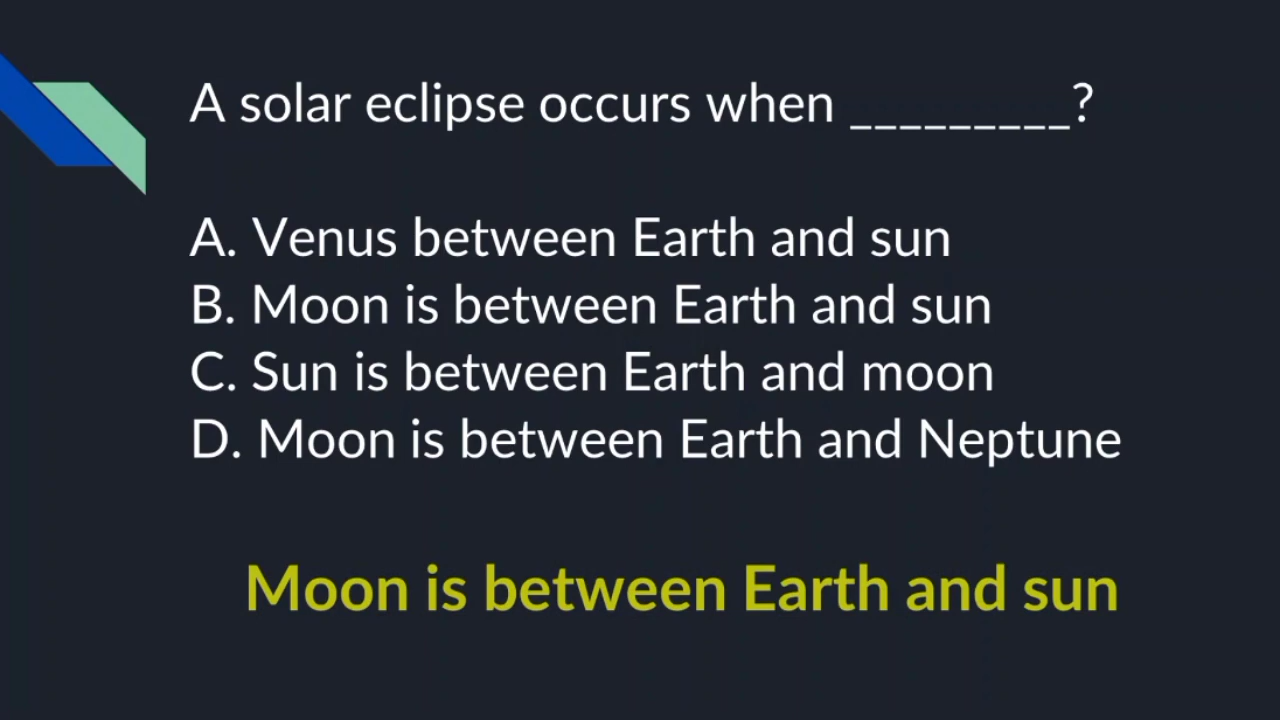 A solar eclipse occurs when _________?
A. Venus between Earth and sun
B. Moon is between Earth and sun
C. Sun is between Earth and moon
D. Moon is between Earth and Neptune
Moon is between Earth and sun